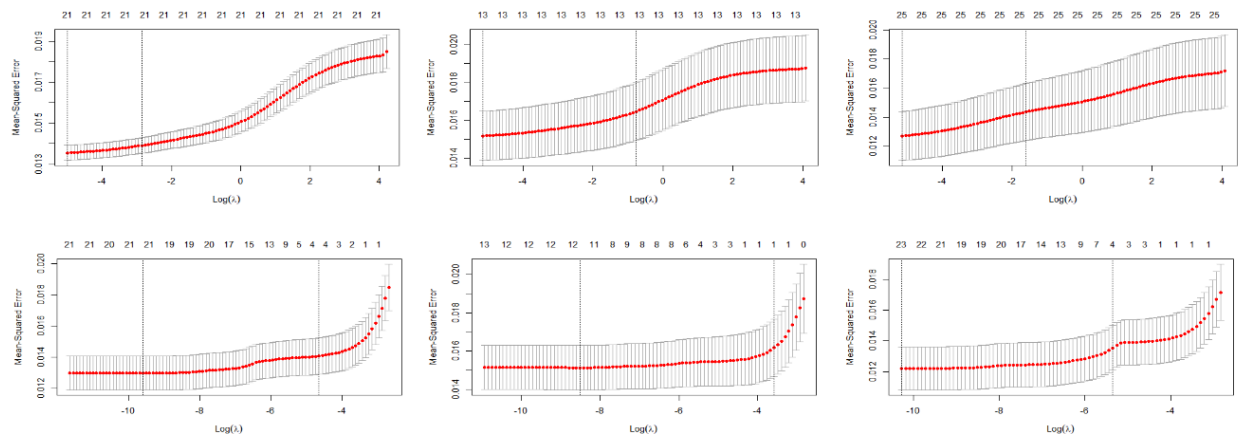 21 21 21 21 21 21 21 21 21 21 21 21 21 21
Mean-Squared Error
0.013 0.015 0.017 0.019
-4 -2 0 2 4
Log(λ)
13 13 13 13 13 13 13 13 13 13 13 13 13 13
Mean-Squared Error
0.014 0.016 0.018 0.020
-4 -2 0 2 4
Log(λ)
25 25 25 25 25 25 25 25 25 25 25 25 25 25
Mean-Squared Error
0.012 0.014 0.016 0.018 0.020
-4 -2 0 2 4
Log(λ)
21 21 20 21 21 19 19 20 17 15 13 9 5 4 4 3 2 1 1
Mean-Squared Error
0.012 0.014 0.016 0.018 0.020
-10 -8 -6 -4
Log(λ)
13 12 12 12 12 12 11 8 9 8 8 8 6 4 3 3 1 1 1 0
Mean-Squared Error
0.014 0.016 0.018 0.020
-10 -8 -6 -4
Log(λ)
23 22 21 19 19 20 17 14 13 9 7 4 3 3 1 1 1 1
Mean-Squared Error
0.012 0.014 0.016 0.018
-10 -8 -6 -4
Log(λ)